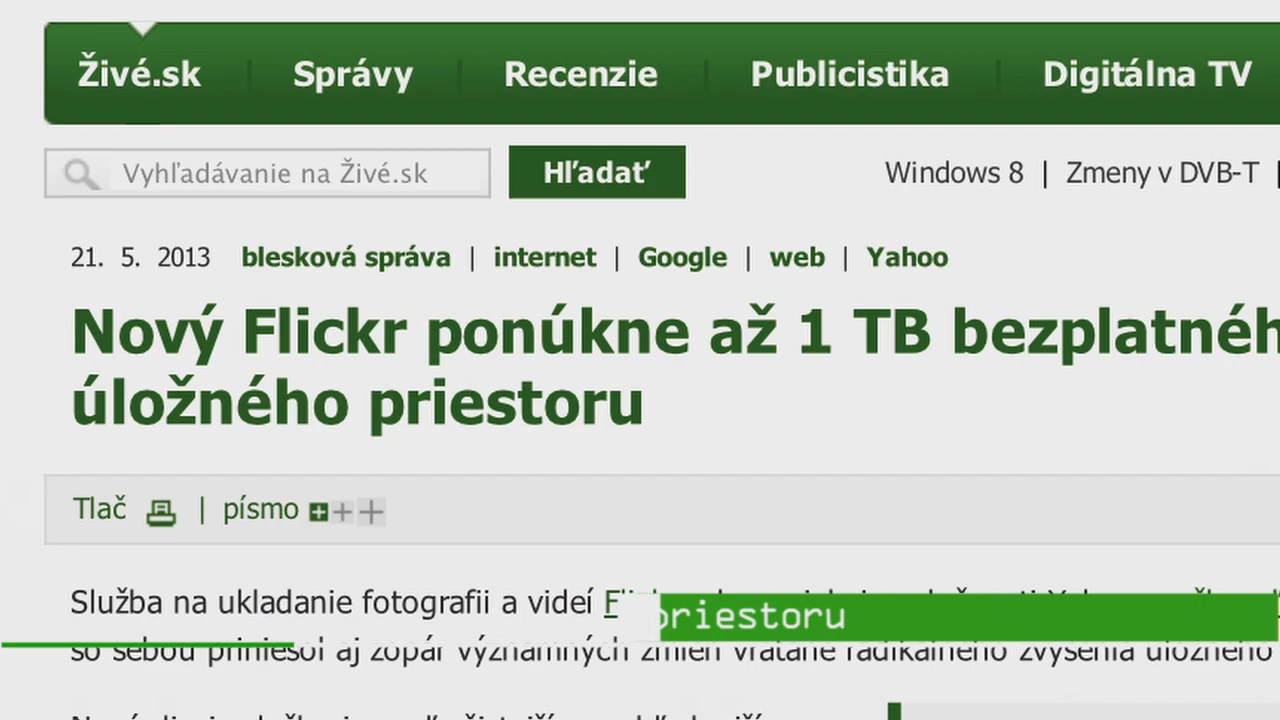 Živé.sk Správy Recenzie Publicistika Digitálna TV
Vyhľadávanie na Živé.sk Hľadať Windows 8 | Zmeny v DVB-T |
21. 5. 2013 blesková správa | internet | Google | web | Yahoo
Nový Flickr ponúkne až 1 TB bezplatnéh
úložného priestoru
Tlač | písmo
Služba na ukladanie fotografii a videí
priestoru
so sebou priniesol aj zopár významných zmien vrátane radikálneho zvýšenia úložného